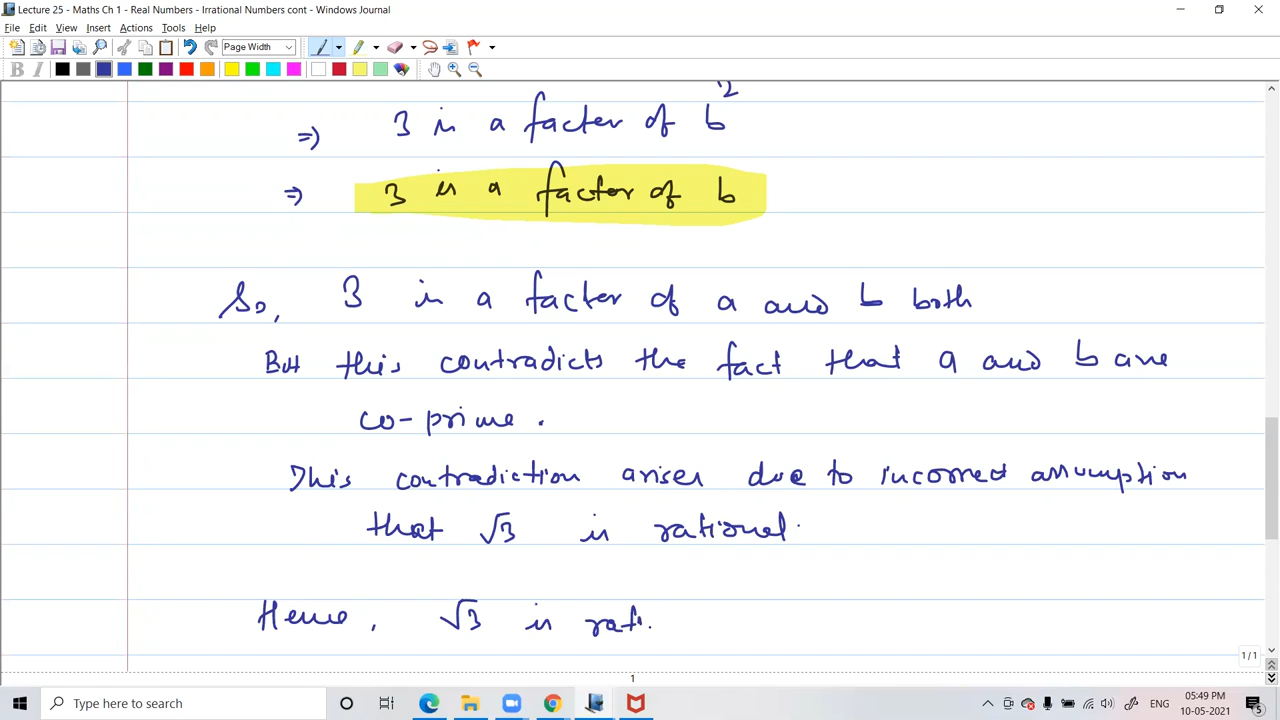 Lecture 25 - Maths Ch 1 - Real Numbers - Irrational Numbers cont - Windows Journal
File Edit View Insert Actions Tools Help
Page Width
B I
⇒ 3 is a factor of b²
⇒ 3 is a factor of b
So, 3 is a factor of a and b both
But this contradicts the fact that a and b are
co-prime.
This contradiction arises due to incorrect assumption
that √3 is rational.
Hence, √3 is rati.
1/1
1
Type here to search
ENG
05:49 PM
10-05-2021
5